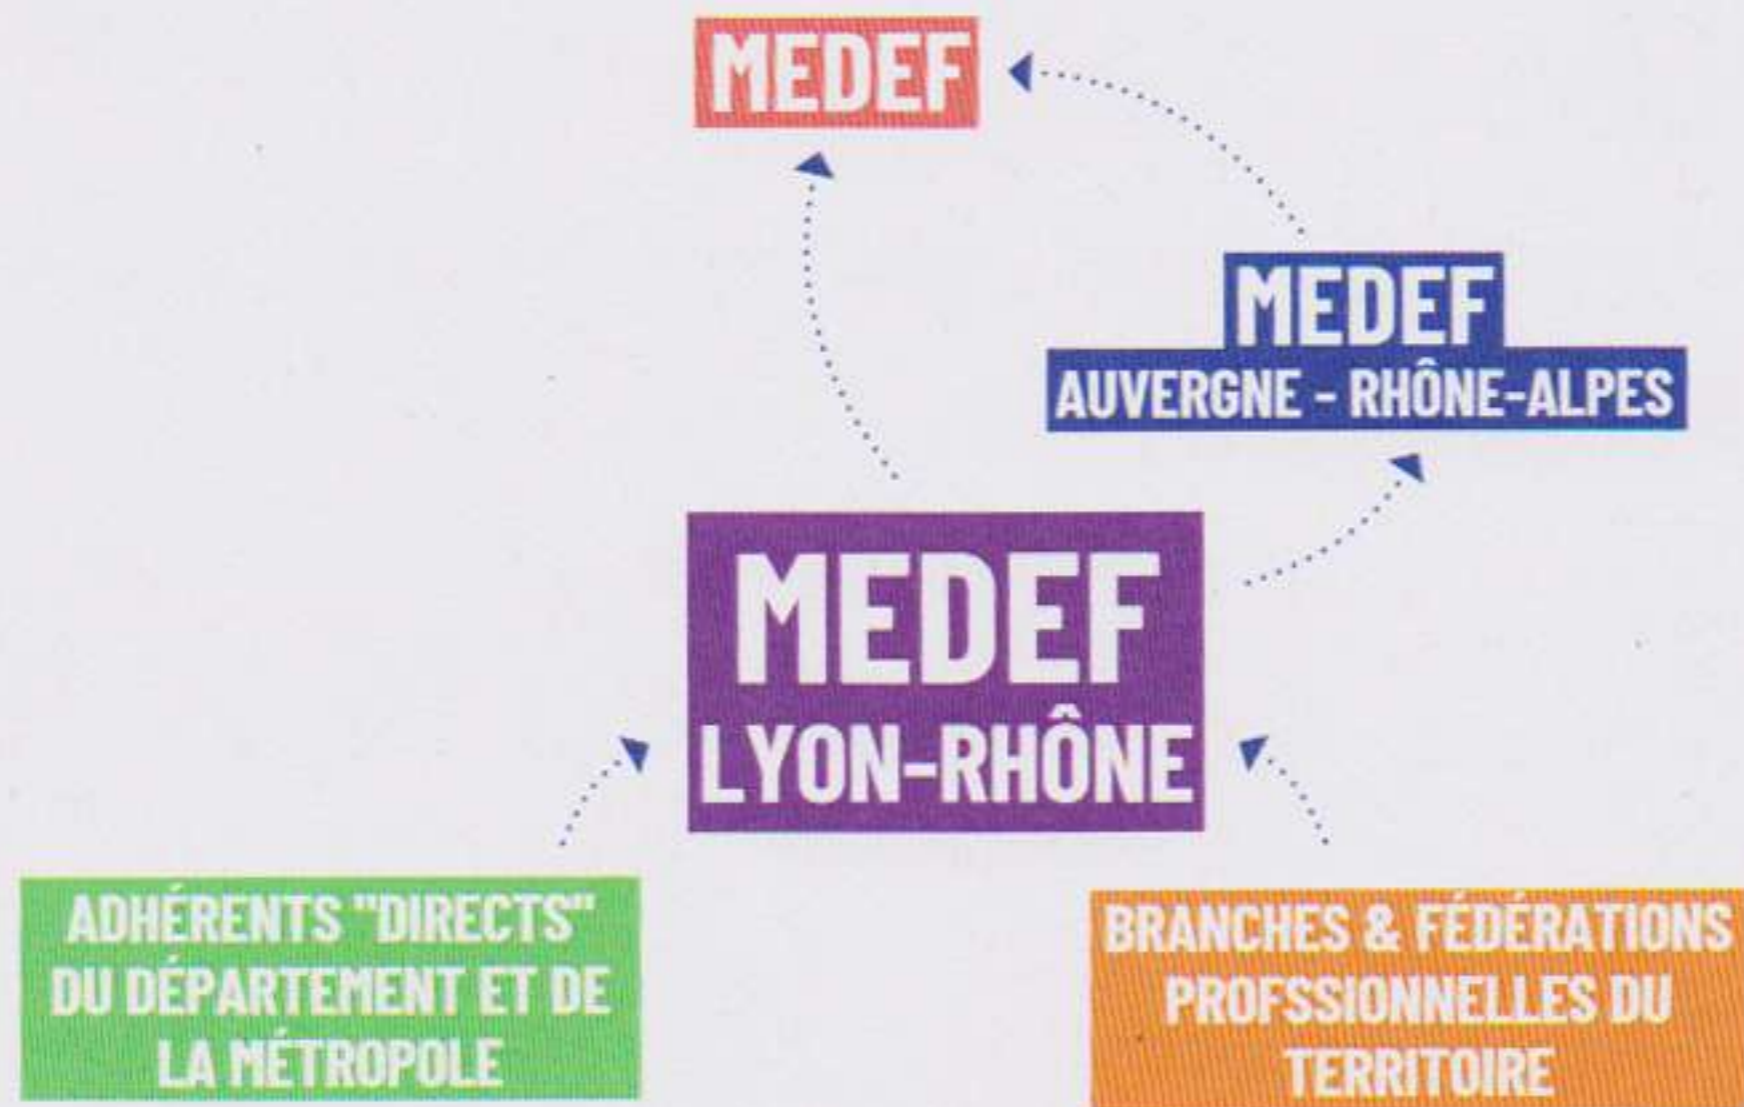 MEDEF
MEDEF
AUVERGNE - RHÔNE-ALPES
MEDEF
LYON-RHÔNE
ADHÉRENTS "DIRECTS"
DU DÉPARTEMENT ET DE
LA MÉTROPOLE
BRANCHES & FÉDÉRATIONS
PROFSSIONNELLES DU
TERRITOIRE